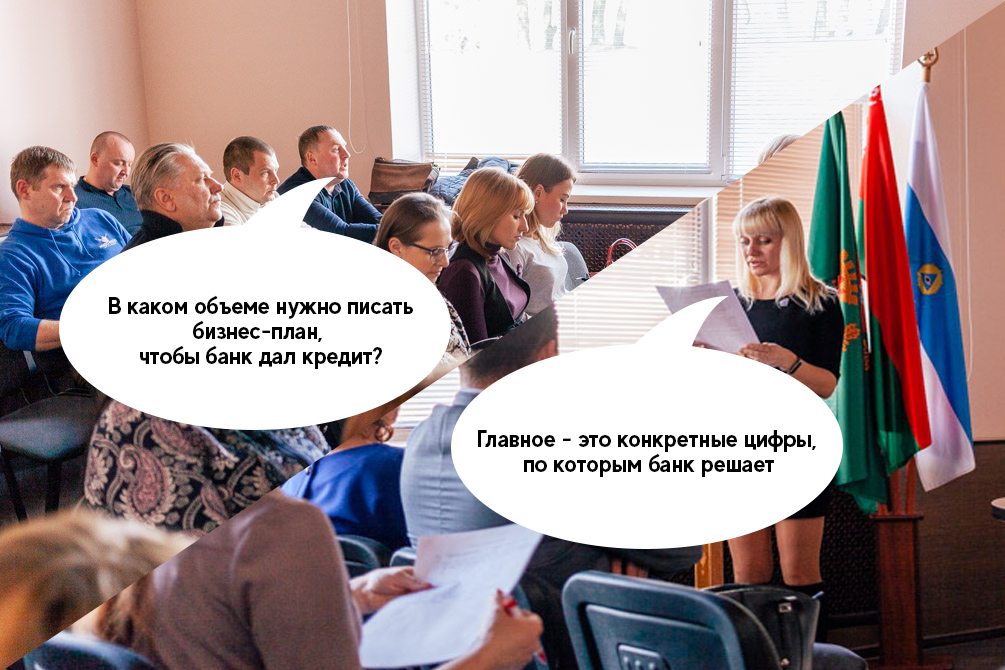 В каком объеме нужно писать
бизнес-план,
чтобы банк дал кредит?
Главное - это конкретные цифры,
по которым банк решает